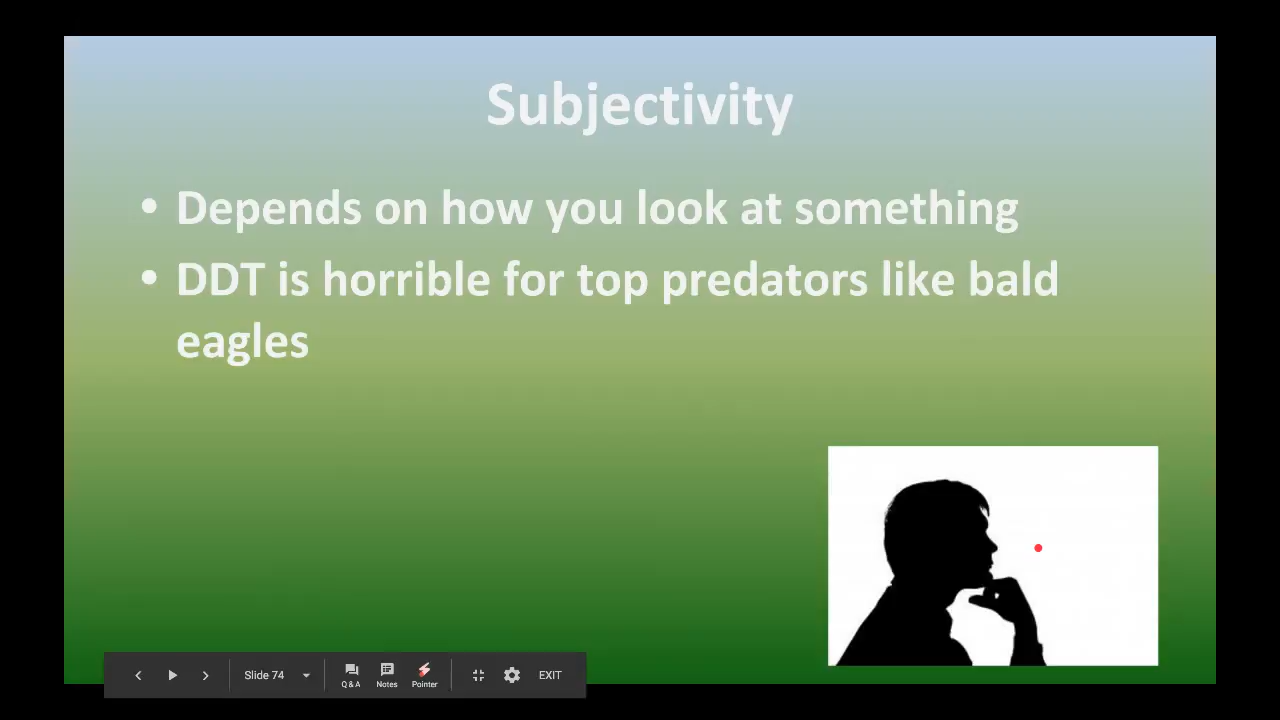 Subjectivity
• Depends on how you look at something
• DDT is horrible for top predators like bald
eagles
Slide 74
Q & A
Notes
Pointer
EXIT